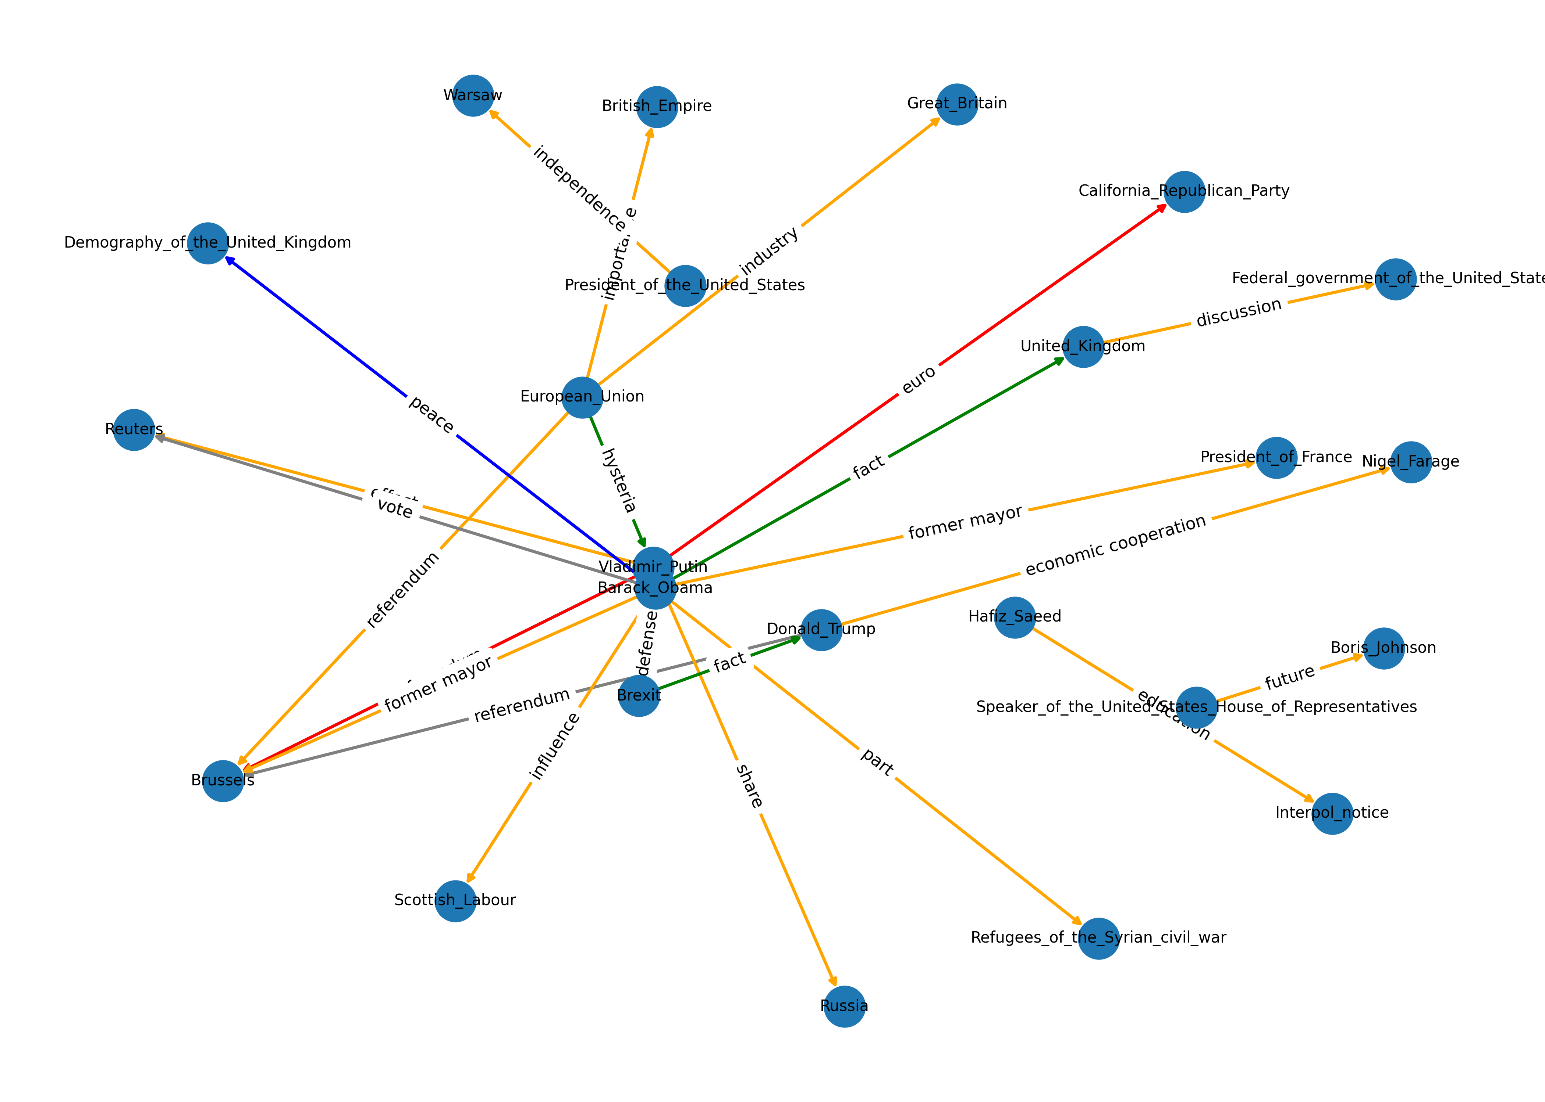 Warsaw
British_Empire
Great_Britain
independence
California_Republican_Party
Demography_of_the_United_Kingdom
industry
President_of_the_United_States
Federal_government_of_the_United_State
discussion
United_Kingdom
euro
European_Union
peace
Reuters
fact
President_of_France
Nigel_Farage
hysteria
vote
former mayor
economic cooperation
Vladimir_Putin
Barack_Obama
referendum
Hafiz_Saeed
Donald_Trump
defense
Boris_Johnson
fact
former mayor
future
Brexit
referendum
Speaker_of_the_United_States_House_of_Representatives
education
influence
part
Brussels
share
Interpol_notice
Scottish_Labour
Refugees_of_the_Syrian_civil_war
Russia